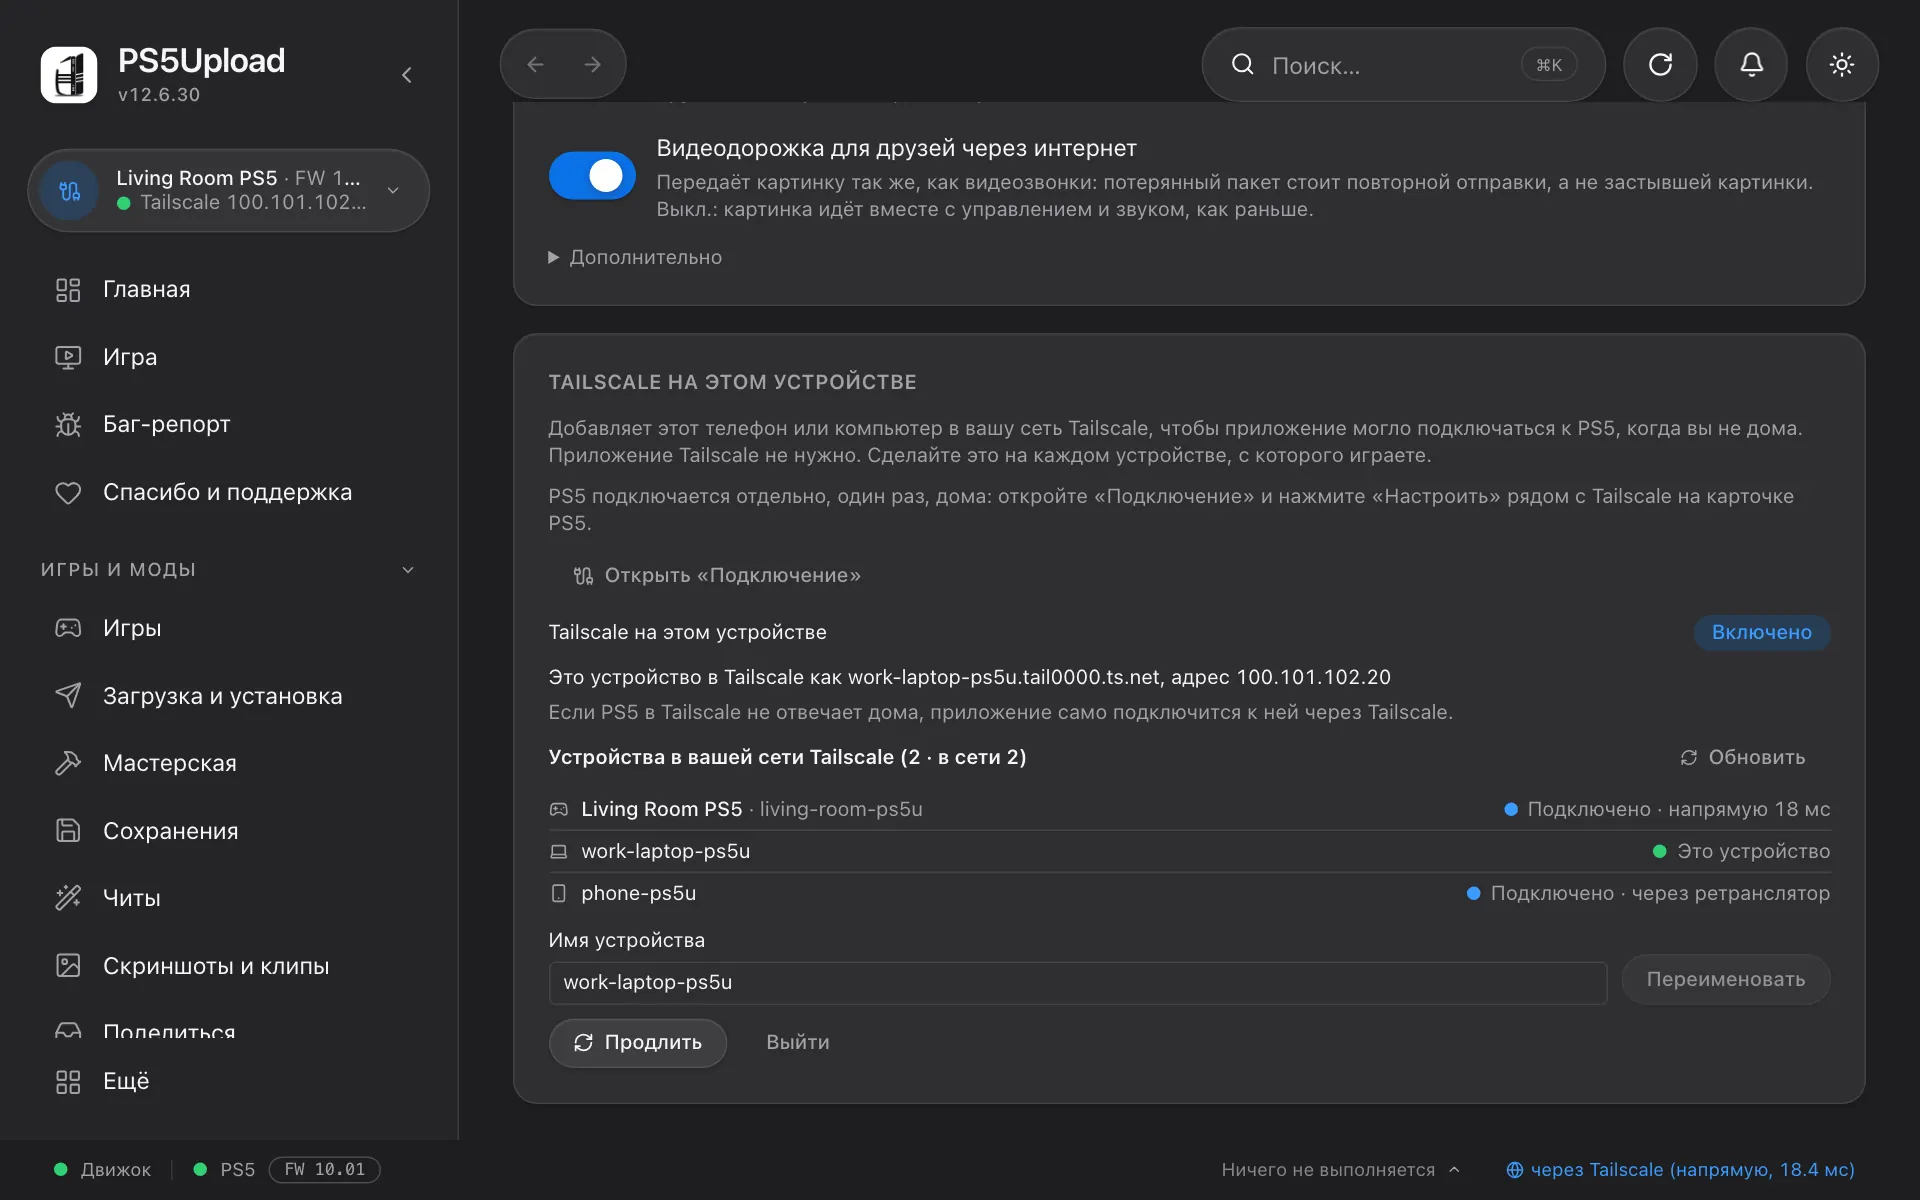 PS5Upload
v12.6.30
Living Room PS5 · FW 1...
Tailscale 100.101.102...
Главная
Игра
Баг-репорт
Спасибо и поддержка
ИГРЫ И МОДЫ
Игры
Загрузка и установка
Мастерская
Сохранения
Читы
Скриншоты и клипы
Поделиться
Ещё
Поиск...
⌘K
Видеодорожка для друзей через интернет
Передаёт картинку так же, как видеозвонки: потерянный пакет стоит повторной отправки, а не застывшей картинки.
Выкл.: картинка идёт вместе с управлением и звуком, как раньше.
Дополнительно
TAILSCALE НА ЭТОМ УСТРОЙСТВЕ
Добавляет этот телефон или компьютер в вашу сеть Tailscale, чтобы приложение могло подключаться к PS5, когда вы не дома.
Приложение Tailscale не нужно. Сделайте это на каждом устройстве, с которого играете.
PS5 подключается отдельно, один раз, дома: откройте «Подключение» и нажмите «Настроить» рядом с Tailscale на карточке
PS5.
Открыть «Подключение»
Tailscale на этом устройстве
Включено
Это устройство в Tailscale как work-laptop-ps5u.tail0000.ts.net, адрес 100.101.102.20
Если PS5 в Tailscale не отвечает дома, приложение само подключится к ней через Tailscale.
Устройства в вашей сети Tailscale (2 · в сети 2)
Обновить
Living Room PS5 · living-room-ps5u
Подключено · напрямую 18 мс
work-laptop-ps5u
Это устройство
phone-ps5u
Подключено · через ретранслятор
Имя устройства
work-laptop-ps5u
Переименовать
Продлить
Выйти
Движок
PS5
FW 10.01
Ничего не выполняется
через Tailscale (напрямую, 18.4 мс)